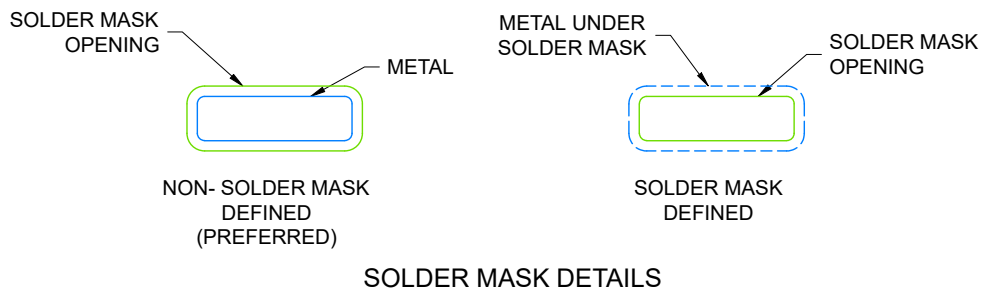 SOLDER MASK
OPENING
METAL
NON- SOLDER MASK
DEFINED
(PREFERRED)
METAL UNDER
SOLDER MASK
SOLDER MASK
OPENING
SOLDER MASK
DEFINED
SOLDER MASK DETAILS